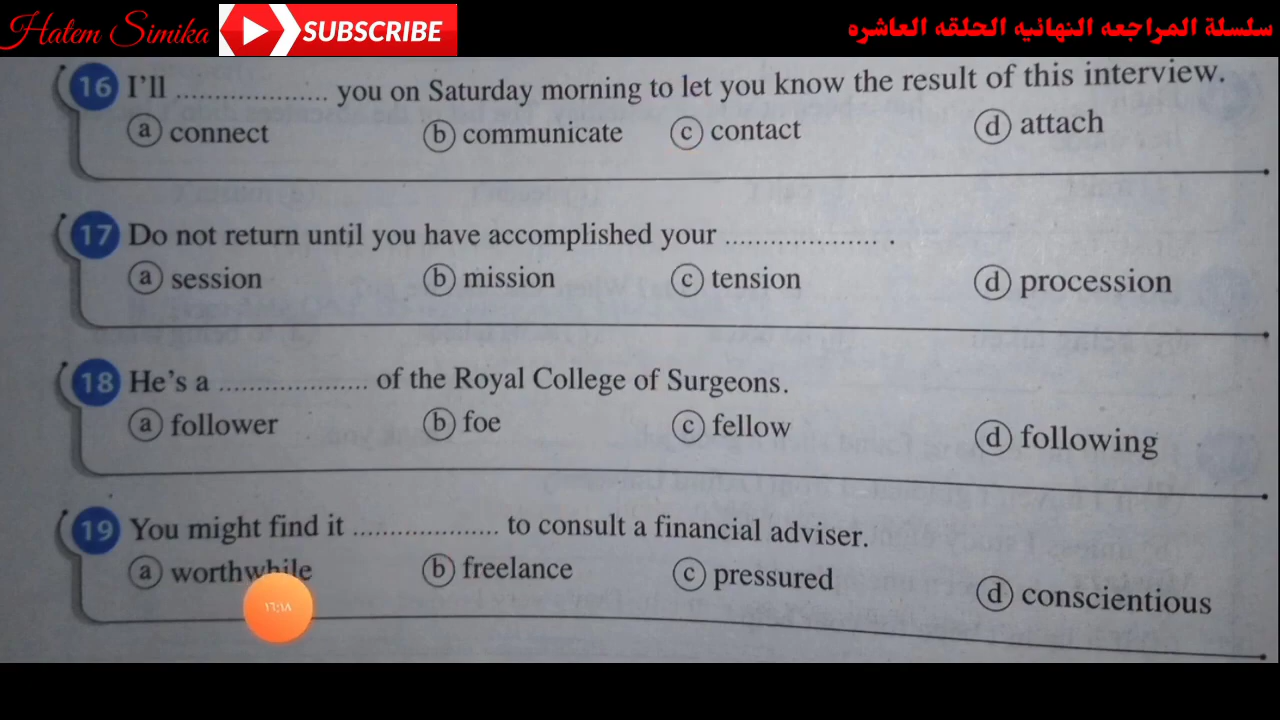 Hatem Simika SUBSCRIBE سلسلة المراجعه النهائيه الحلقه العاشره
16 I'll .................... you on Saturday morning to let you know the result of this interview.
a connect b communicate c contact d attach
17 Do not return until you have accomplished your .................... .
a session b mission c tension d procession
18 He's a .................... of the Royal College of Surgeons.
a follower b foe c fellow d following
19 You might find it .................... to consult a financial adviser.
a worthwhile b freelance c pressured d conscientious
١٦:١٨